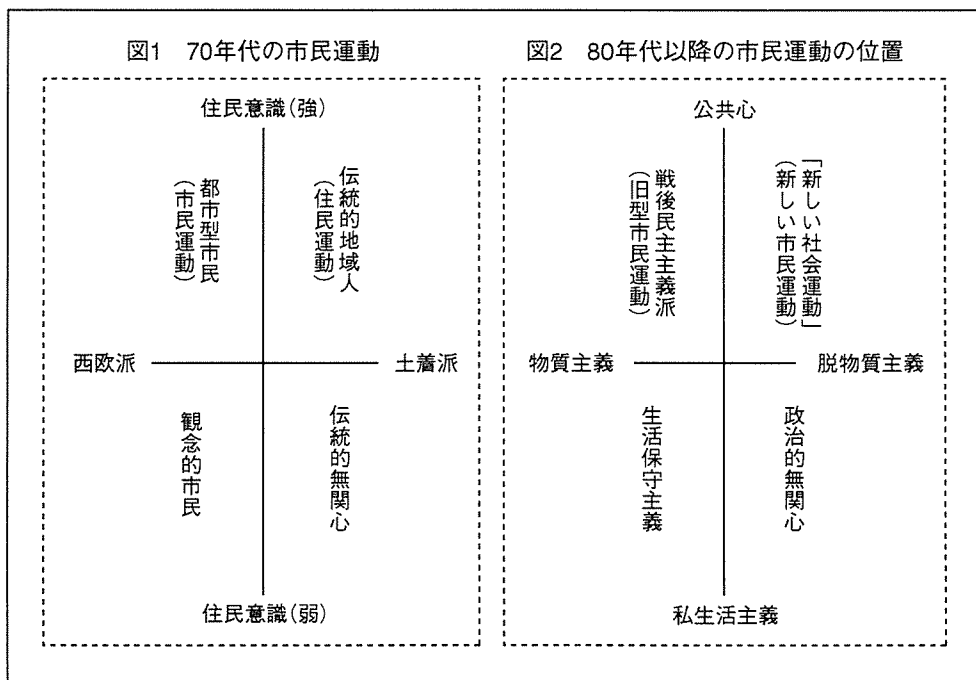 図1　70年代の市民運動
住民意識(強)
都市型市民
(市民運動)
伝統的地域人
(住民運動)
西欧派
土着派
観念的市民
伝統的無関心
住民意識(弱)
図2　80年代以降の市民運動の位置
公共心
戦後民主主義派
(旧型市民運動)
「新しい社会運動」
(新しい市民運動)
物質主義
脱物質主義
生活保守主義
政治的無関心
私生活主義